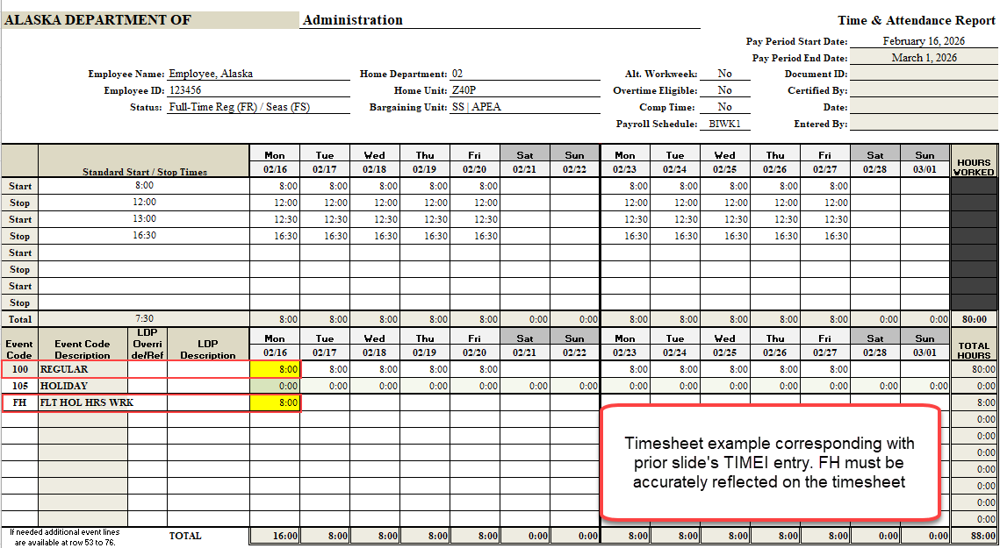 ALASKA DEPARTMENT OF Administration Time & Attendance Report
Pay Period Start Date: February 16, 2026
Pay Period End Date: March 1, 2026
Employee Name: Employee, Alaska Home Department: 02 Alt. Workweek: No Document ID:
Employee ID: 123456 Home Unit: Z40P Overtime Eligible: No Certified By:
Status: Full-Time Reg (FR) / Seas (FS) Bargaining Unit: SS | APEA Comp Time: No Date:
Payroll Schedule: BIWK1 Entered By:
Mon Tue Wed Thu Fri Sat Sun Mon Tue Wed Thu Fri Sat Sun
Standard Start / Stop Times 02/16 02/17 02/18 02/19 02/20 02/21 02/22 02/23 02/24 02/25 02/26 02/27 02/28 03/01 HOURS WORKED
Start 8:00 8:00 8:00 8:00 8:00 8:00 8:00 8:00 8:00 8:00 8:00
Stop 12:00 12:00 12:00 12:00 12:00 12:00 12:00 12:00 12:00 12:00 12:00
Start 13:00 12:30 12:30 12:30 12:30 12:30 12:30 12:30 12:30 12:30 12:30
Stop 16:30 16:30 16:30 16:30 16:30 16:30 16:30 16:30 16:30 16:30 16:30
Start
Stop
Start
Stop
Total 7:30 8:00 8:00 8:00 8:00 8:00 0:00 0:00 8:00 8:00 8:00 8:00 8:00 0:00 0:00 80:00
Event Code Event Code Description LDP Overri de/Ref LDP Description Mon Tue Wed Thu Fri Sat Sun Mon Tue Wed Thu Fri Sat Sun
02/16 02/17 02/18 02/19 02/20 02/21 02/22 02/23 02/24 02/25 02/26 02/27 02/28 03/01 TOTAL HOURS
100 REGULAR 8:00 8:00 8:00 8:00 8:00 8:00 8:00 8:00 8:00 8:00 80:00
105 HOLIDAY 0:00 0:00 0:00 0:00 0:00 0:00 0:00 0:00 0:00 0:00 0:00 0:00 0:00 0:00 0:00
FH FLT HOL HRS WRK 8:00 8:00
0:00
0:00
0:00
0:00
0:00
0:00
0:00
Timesheet example corresponding with
prior slide's TIMEI entry. FH must be
accurately reflected on the timesheet
If needed additional event lines
are available at row 53 to 76.
TOTAL 16:00 8:00 8:00 8:00 8:00 0:00 0:00 8:00 8:00 8:00 8:00 8:00 0:00 0:00 88:00